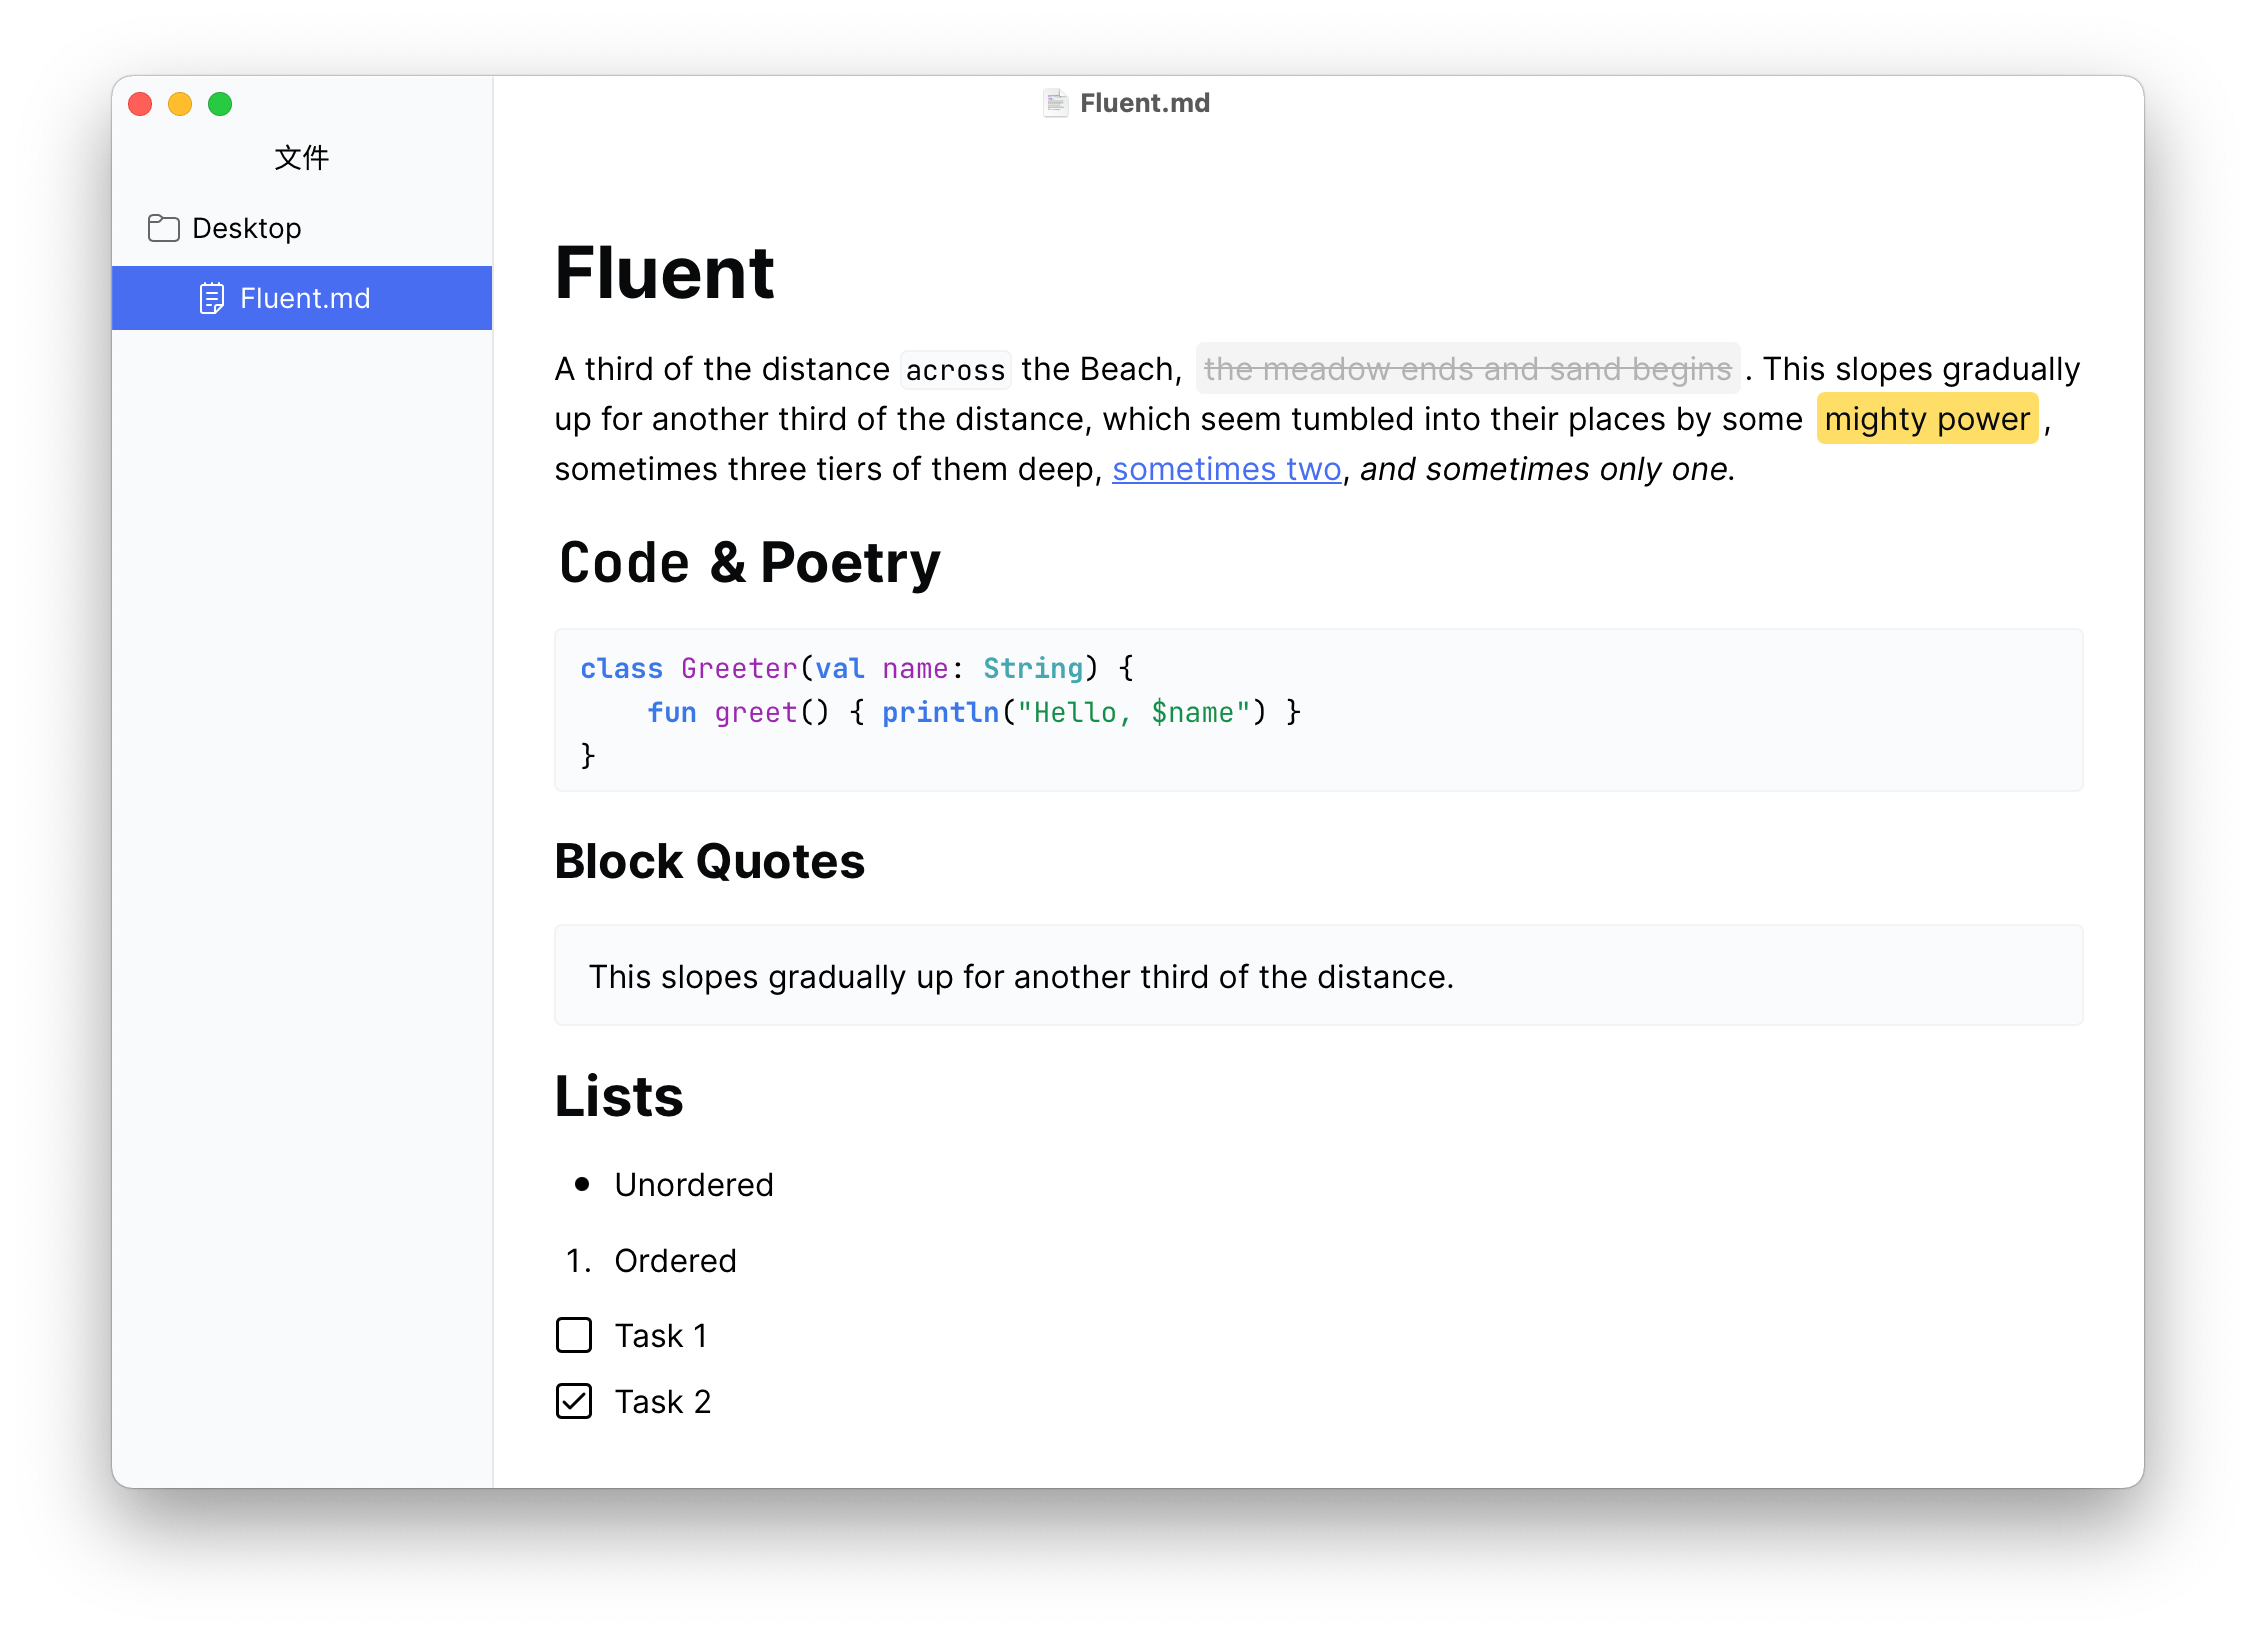 Fluent.md
文件
Desktop
Fluent.md
Fluent
A third of the distance across the Beach, the meadow ends and sand begins. This slopes gradually
up for another third of the distance, which seem tumbled into their places by some mighty power,
sometimes three tiers of them deep, sometimes two, and sometimes only one.
Code & Poetry
class Greeter(val name: String) {
    fun greet() { println("Hello, $name") }
}
Block Quotes
This slopes gradually up for another third of the distance.
Lists
• Unordered
1. Ordered
Task 1
Task 2